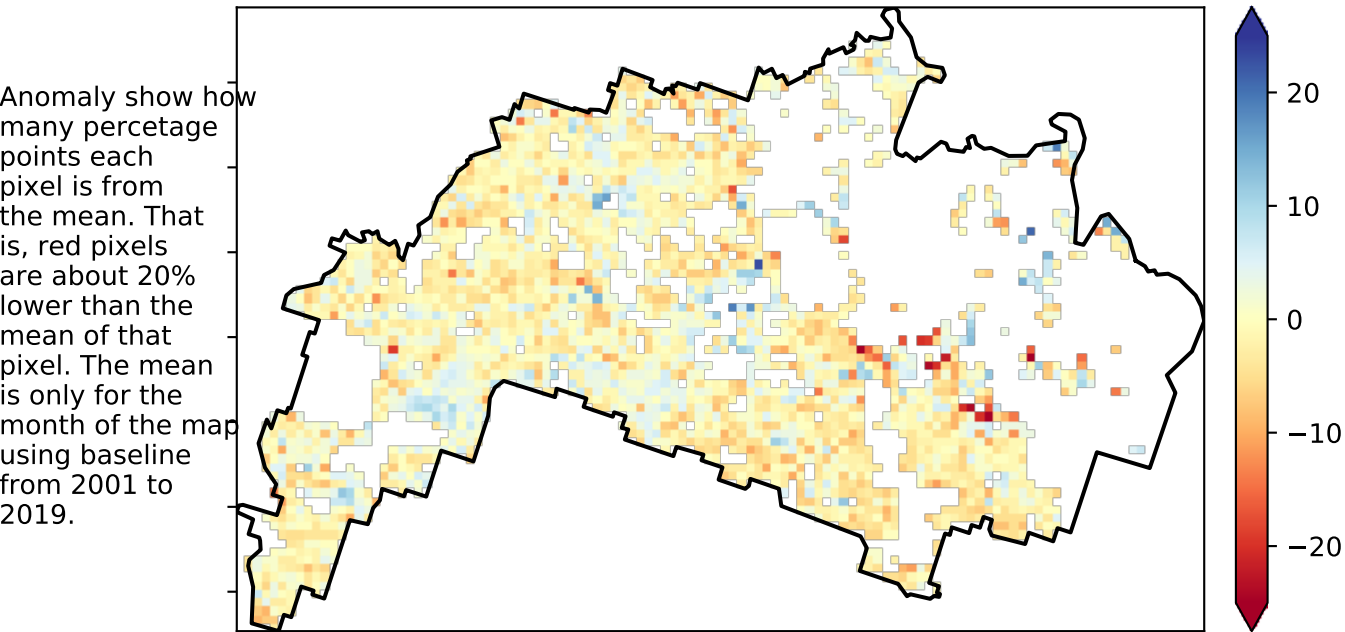 Anomaly show how
many percetage
points each
pixel is from
the mean. That
is, red pixels
are about 20%
lower than the
mean of that
pixel. The mean
is only for the
month of the map
using baseline
from 2001 to
2019.
20
10
0
−10
−20